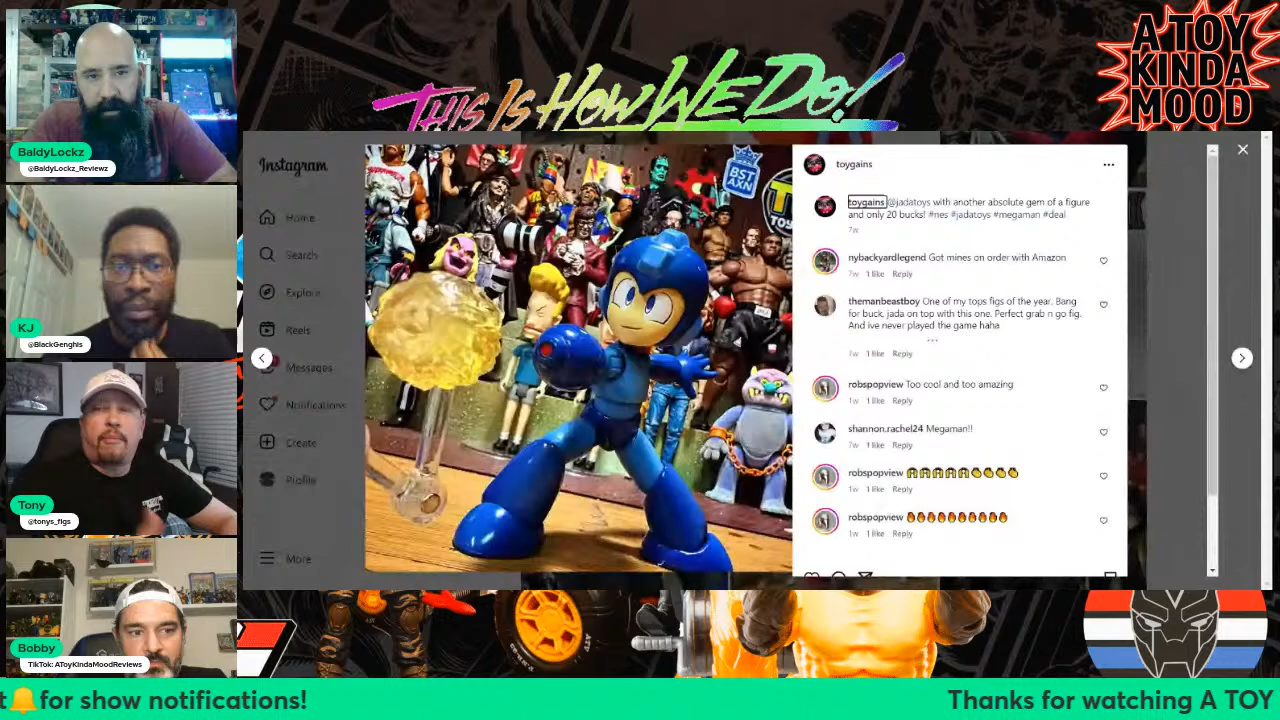 THIS IS HOW WE DO!
A TOY
KINDA
MOOD
BaldyLockz
@BaldyLockz_Reviewz
KJ
@BlackGenghis
Tony
@tonys_figs
Bobby
TikTok: AToyKindaMoodReviews
Instagram
Home
Search
Explore
Reels
Messages
Notifications
Create
Profile
More
BST
AXN
toygains
toygains @jadatoys with another absolute gem of a figure
and only 20 bucks! #nes #jadatoys #megaman #deal
7w
nybackyardlegend Got mines on order with Amazon
7w 1 like Reply
themanbeastboy One of my tops figs of the year. Bang
for buck, jada on top with this one. Perfect grab n go fig.
And ive never played the game haha
7w 1 like Reply
robspopview Too cool and too amazing
1w 1 like Reply
shannon.rachel24 Megaman!!
7w 1 like Reply
robspopview 😱😱😱😱😱👏👏👏👏
1w 1 like Reply
robspopview 🔥🔥🔥🔥🔥🔥🔥🔥🔥🔥
1w 1 like Reply
t🔔for show notifications!
Thanks for watching A TOY